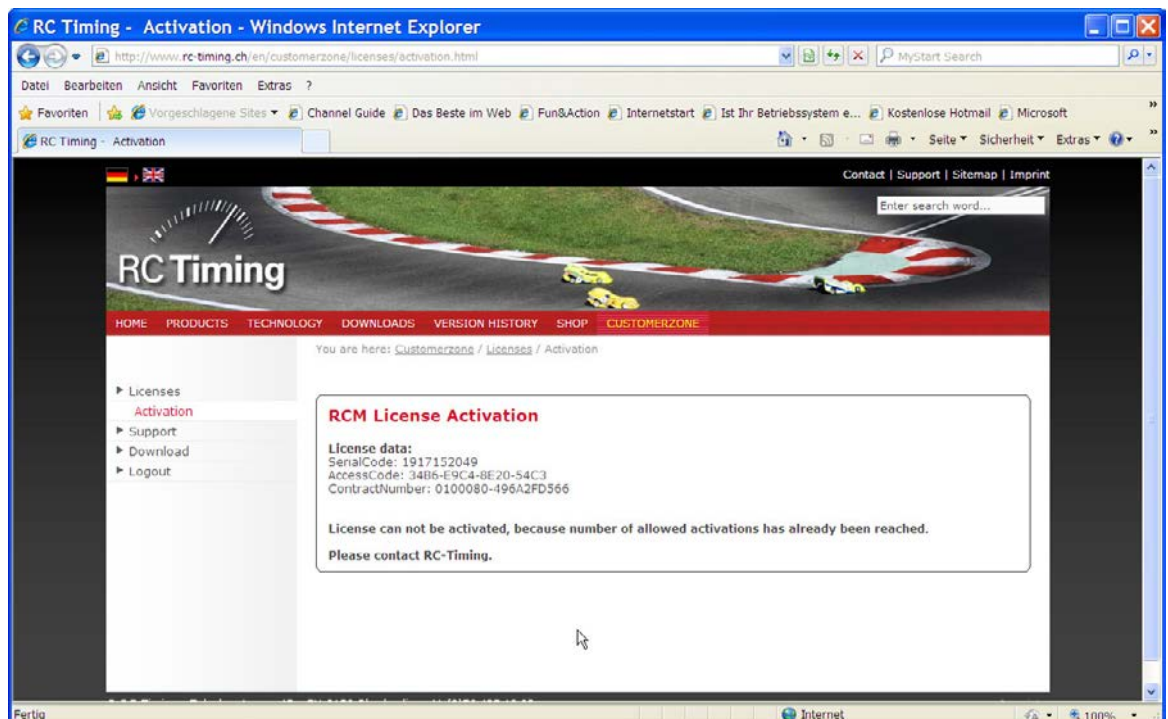 RC Timing - Activation - Windows Internet Explorer
http://www.rc-timing.ch/en/customerzone/licenses/activation.html
MyStart Search
Datei Bearbeiten Ansicht Favoriten Extras ?
Favoriten Vorgeschlagene Sites Channel Guide Das Beste im Web Fun&Action Internetstart Ist Ihr Betriebssystem e... Kostenlose Hotmail Microsoft »
RC Timing - Activation
Seite Sicherheit Extras »
Contact | Support | Sitemap | Imprint
Enter search word...
RC Timing
HOME PRODUCTS TECHNOLOGY DOWNLOADS VERSION HISTORY SHOP CUSTOMERZONE
You are here: Customerzone / Licenses / Activation
Licenses
Activation
Support
Download
Logout
RCM License Activation
License data:
SerialCode: 1917152049
AccessCode: 34B6-E9C4-8E20-54C3
ContractNumber: 0100080-496A2FD566
License can not be activated, because number of allowed activations has already been reached.
Please contact RC-Timing.
Fertig
Internet
100%